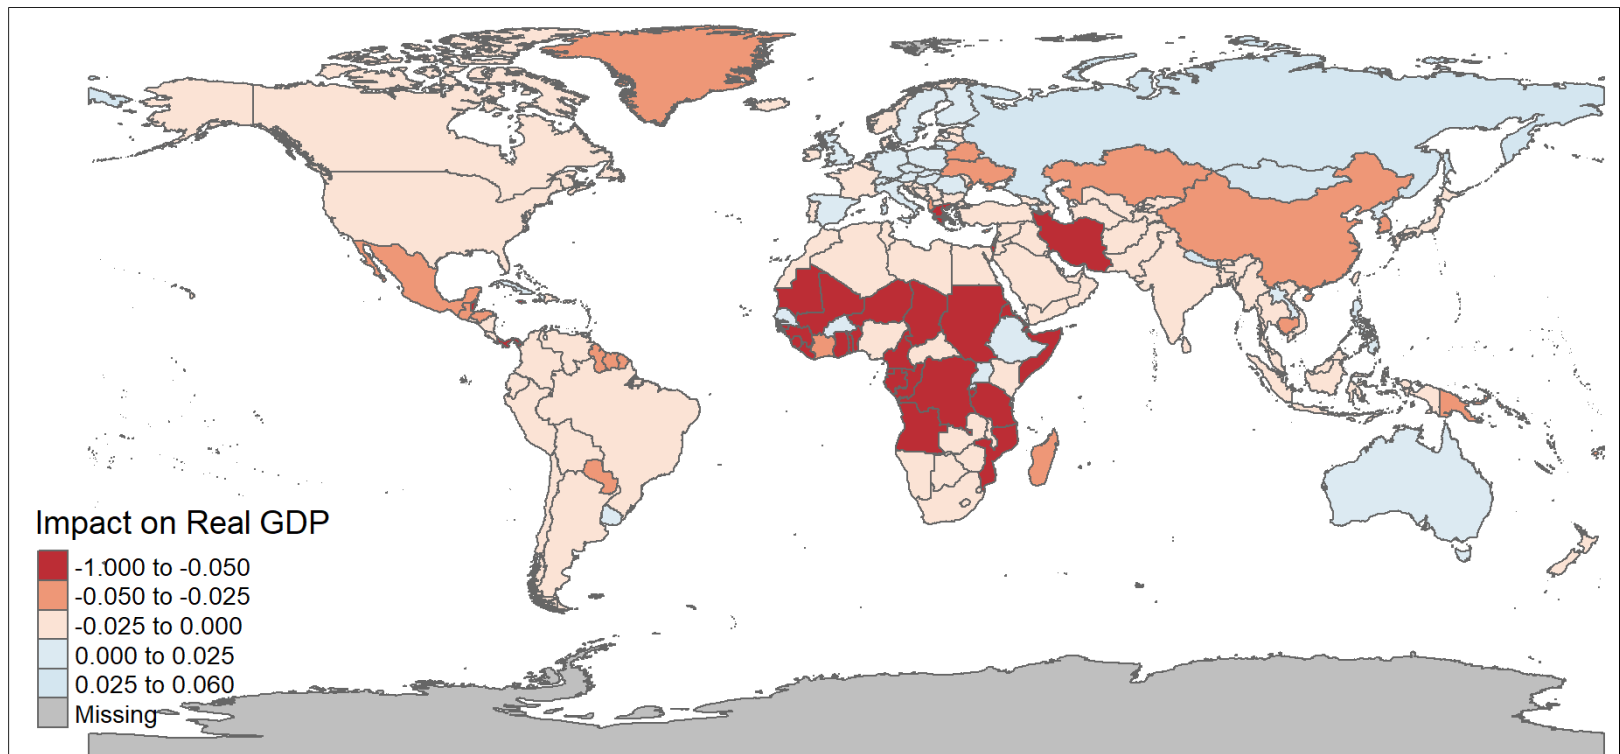 Impact on Real GDP
-1.000 to -0.050
-0.050 to -0.025
-0.025 to 0.000
0.000 to 0.025
0.025 to 0.060
Missing